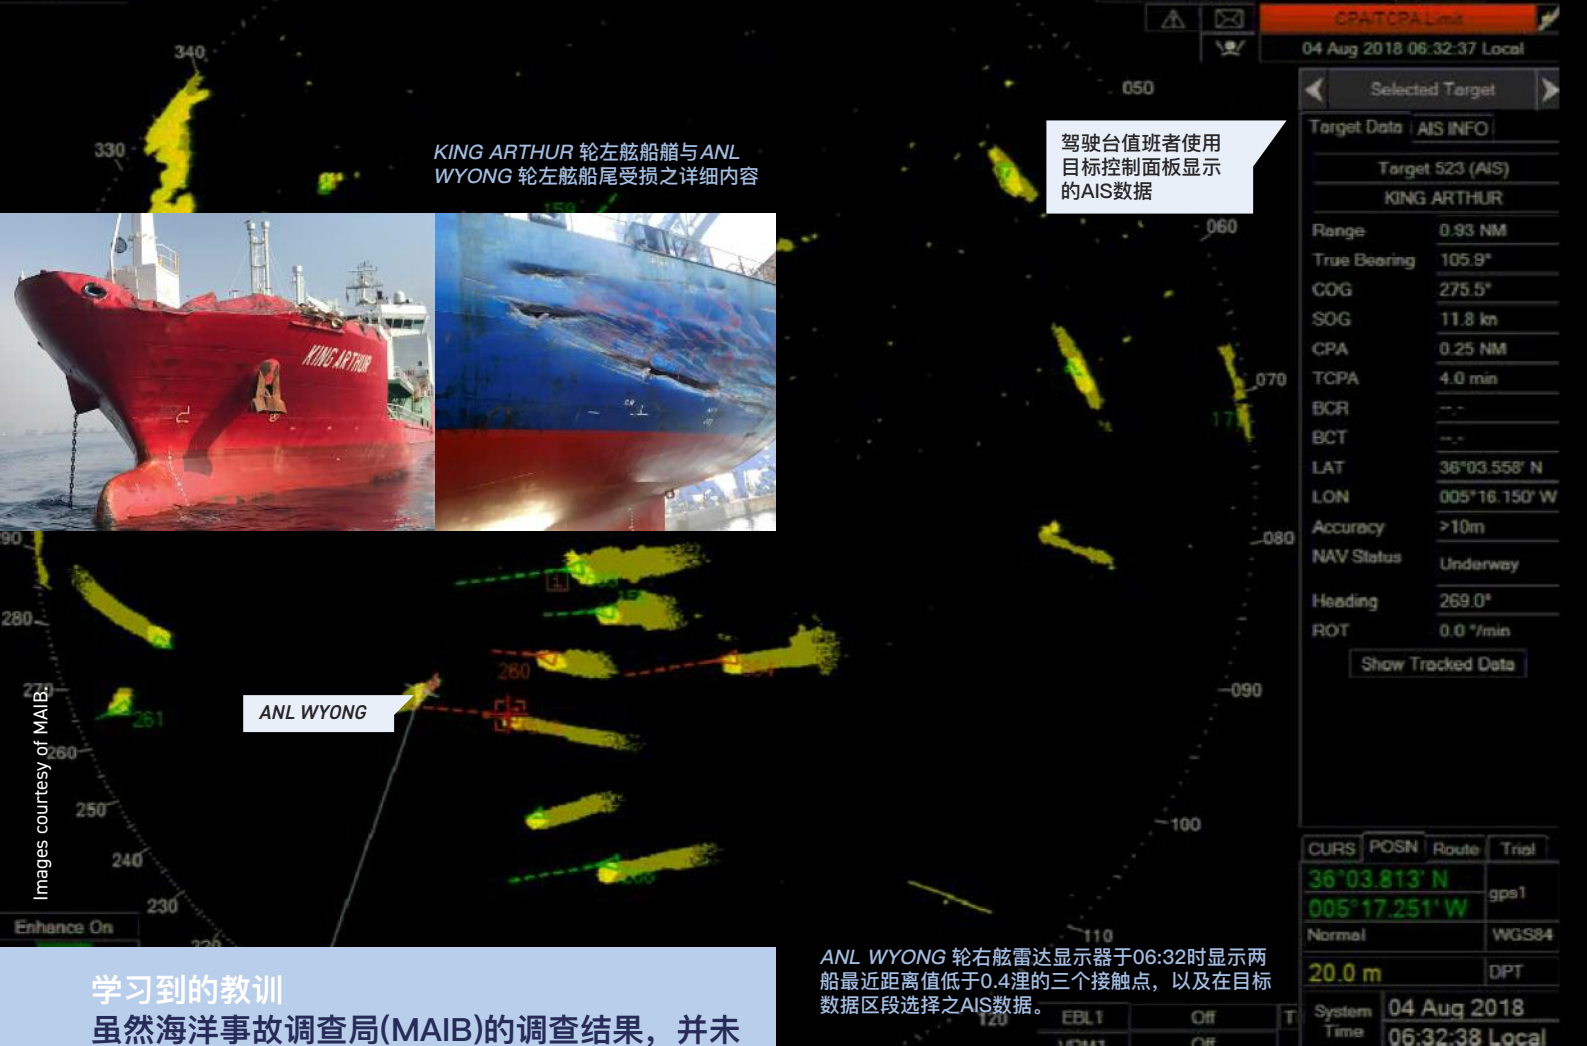 CPA/TCPA Limit
04 Aug 2018 06:32:37 Local
Selected Target
Target Data AIS INFO
Target 523 (AIS)
KING ARTHUR
Range 0.93 NM
True Bearing 105.9°
COG 275.5°
SOG 11.8 kn
CPA 0.25 NM
TCPA 4.0 min
BCR --.-
BCT --.-
LAT 36°03.558' N
LON 005°16.150' W
Accuracy >10m
NAV Status Underway
Heading 269.0°
ROT 0.0 °/min
Show Tracked Data
CURS POSN Route Trial
36°03.813' N
005°17.251' W
gps1
Normal WGS84
20.0 m DPT
System Time
04 Aug 2018
06:32:38 Local
340
330
050
060
070
080
090
100
110
120
159
290
280
270
260
250
240
230
220
260
261
KING ARTHUR 轮左舷船艏与ANL
WYONG 轮左舷船尾受损之详细内容
驾驶台值班者使用
目标控制面板显示
的AIS数据
KING ARTHUR
ANL WYONG
Images courtesy of MAIB.
Enhance On
ANL WYONG 轮右舷雷达显示器于06:32时显示两
船最近距离值低于0.4浬的三个接触点，以及在目标
数据区段选择之AIS数据。
EBL1 Off
学习到的教训
虽然海洋事故调查局(MAIB)的调查结果，并未